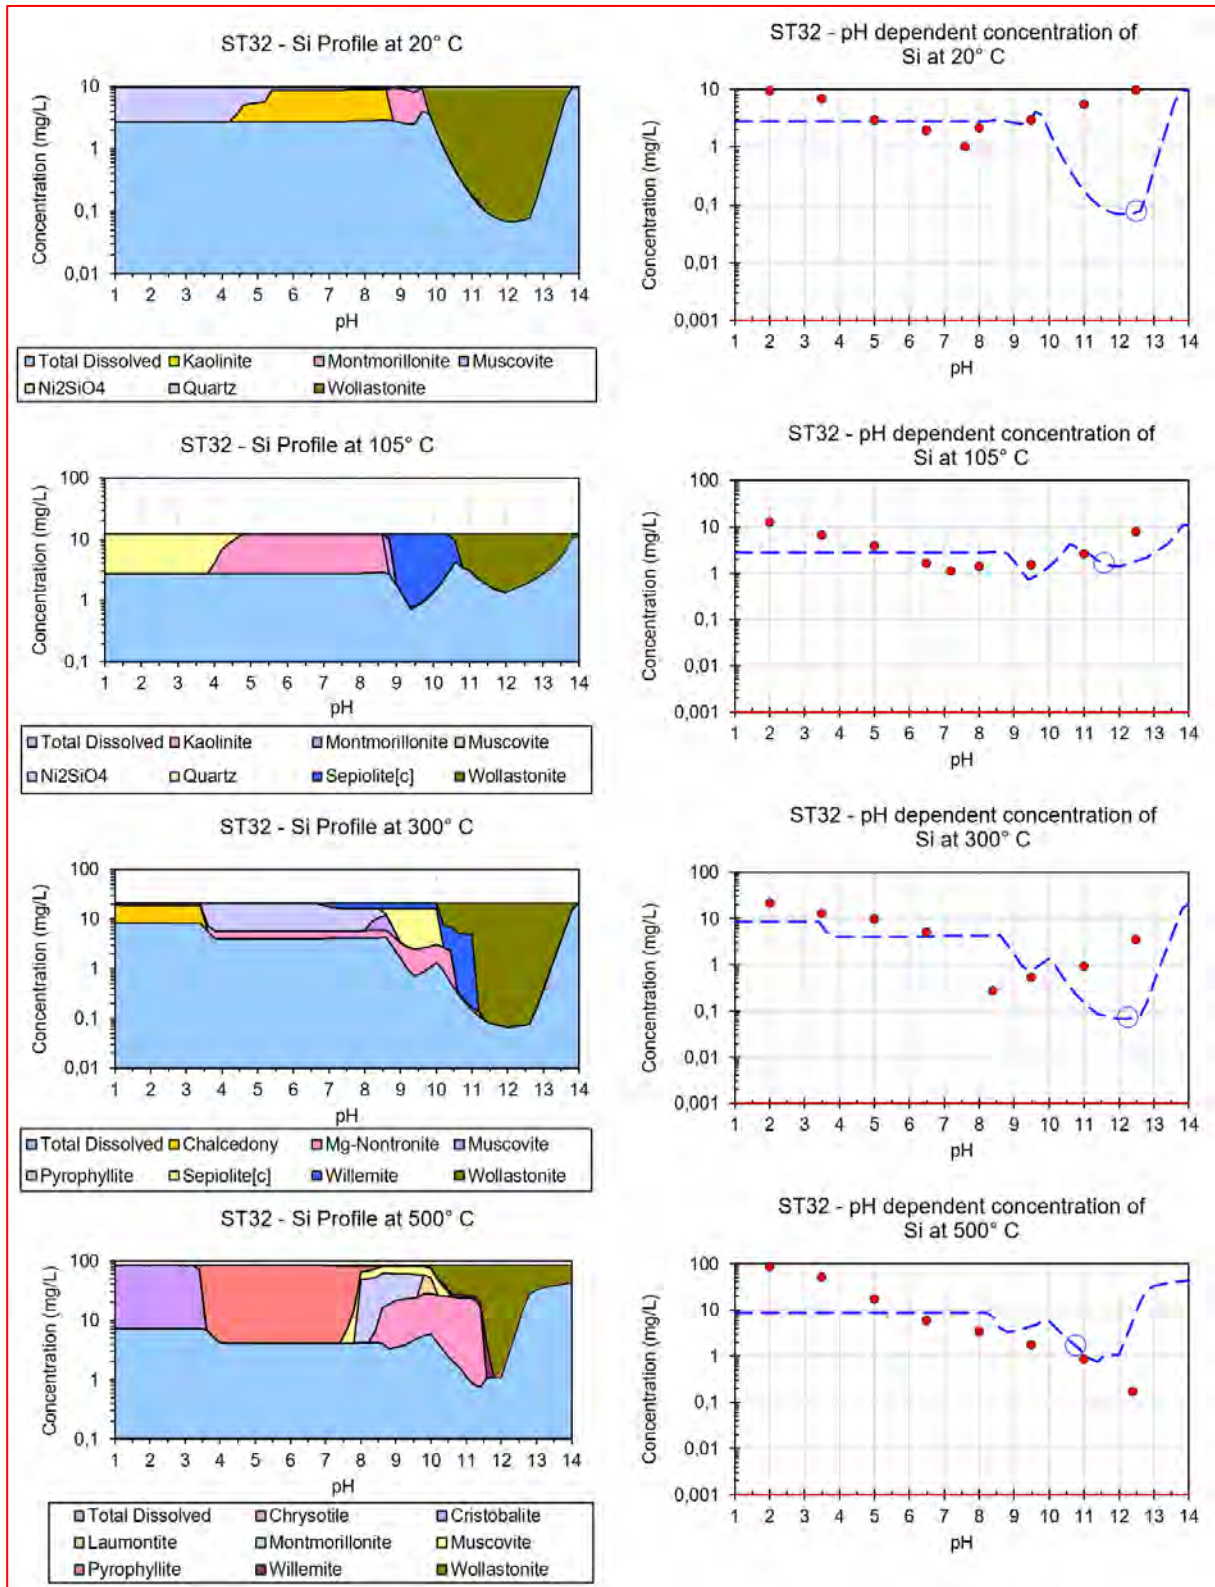 ST32 - Si Profile at 20° C
Concentration (mg/L)
10
1
0,1
0,01
1 2 3 4 5 6 7 8 9 10 11 12 13 14
pH
Total Dissolved Kaolinite Montmorillonite Muscovite
Ni2SiO4 Quartz Wollastonite
ST32 - pH dependent concentration of
Si at 20° C
Concentration (mg/L)
10
1
0,1
0,01
0,001
1 2 3 4 5 6 7 8 9 10 11 12 13 14
pH
ST32 - Si Profile at 105° C
Concentration (mg/L)
100
10
1
0,1
1 2 3 4 5 6 7 8 9 10 11 12 13 14
pH
Total Dissolved Kaolinite Montmorillonite Muscovite
Ni2SiO4 Quartz Sepiolite[c] Wollastonite
ST32 - pH dependent concentration of
Si at 105° C
Concentration (mg/L)
100
10
1
0,1
0,01
0,001
1 2 3 4 5 6 7 8 9 10 11 12 13 14
pH
ST32 - Si Profile at 300° C
Concentration (mg/L)
100
10
1
0,1
0,01
1 2 3 4 5 6 7 8 9 10 11 12 13 14
pH
Total Dissolved Chalcedony Mg-Nontronite Muscovite
Pyrophyllite Sepiolite[c] Willemite Wollastonite
ST32 - pH dependent concentration of
Si at 300° C
Concentration (mg/L)
100
10
1
0,1
0,01
0,001
1 2 3 4 5 6 7 8 9 10 11 12 13 14
pH
ST32 - Si Profile at 500° C
Concentration (mg/L)
100
10
1
0,1
1 2 3 4 5 6 7 8 9 10 11 12 13 14
pH
Total Dissolved Chrysotile Cristobalite
Laumontite Montmorillonite Muscovite
Pyrophyllite Willemite Wollastonite
ST32 - pH dependent concentration of
Si at 500° C
Concentration (mg/L)
100
10
1
0,1
0,01
0,001
1 2 3 4 5 6 7 8 9 10 11 12 13 14
pH